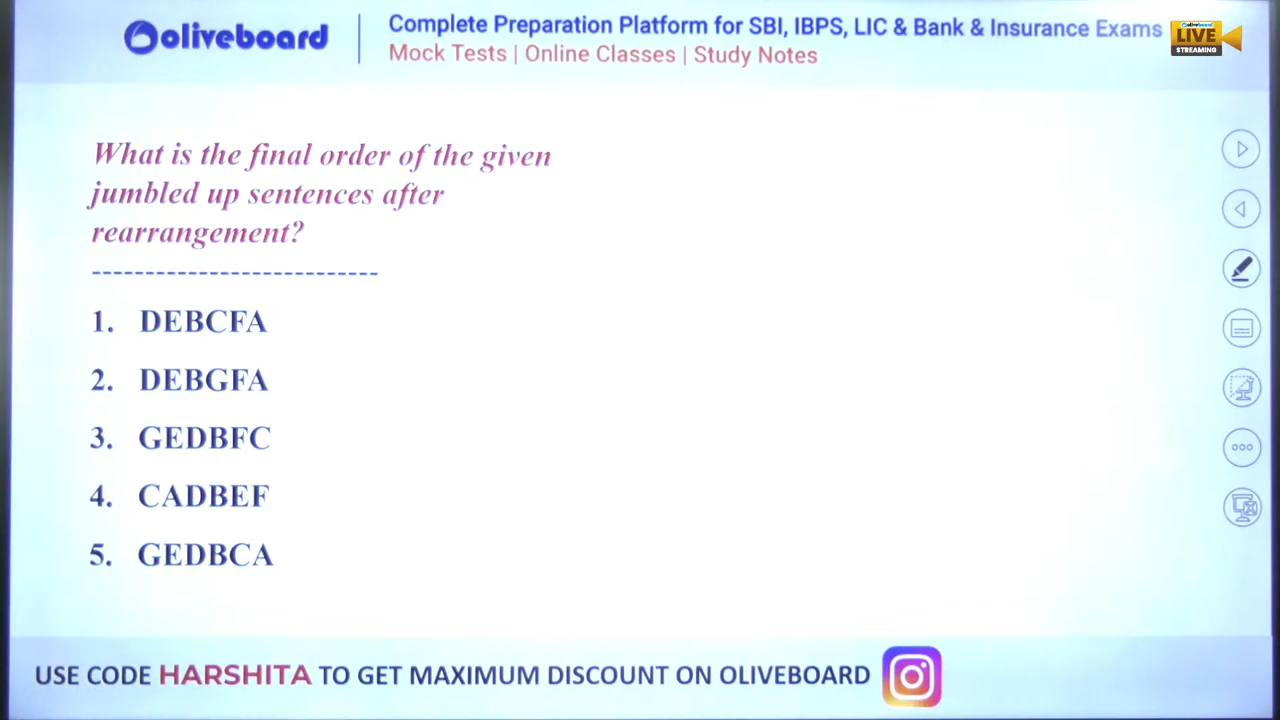 oliveboard
Complete Preparation Platform for SBI, IBPS, LIC & Bank & Insurance Exams
Mock Tests | Online Classes | Study Notes
oliveboard
LIVE
STREAMING
What is the final order of the given
jumbled up sentences after
rearrangement?
---------------------------
1. DEBCFA
2. DEBGFA
3. GEDBFC
4. CADBEF
5. GEDBCA
USE CODE HARSHITA TO GET MAXIMUM DISCOUNT ON OLIVEBOARD